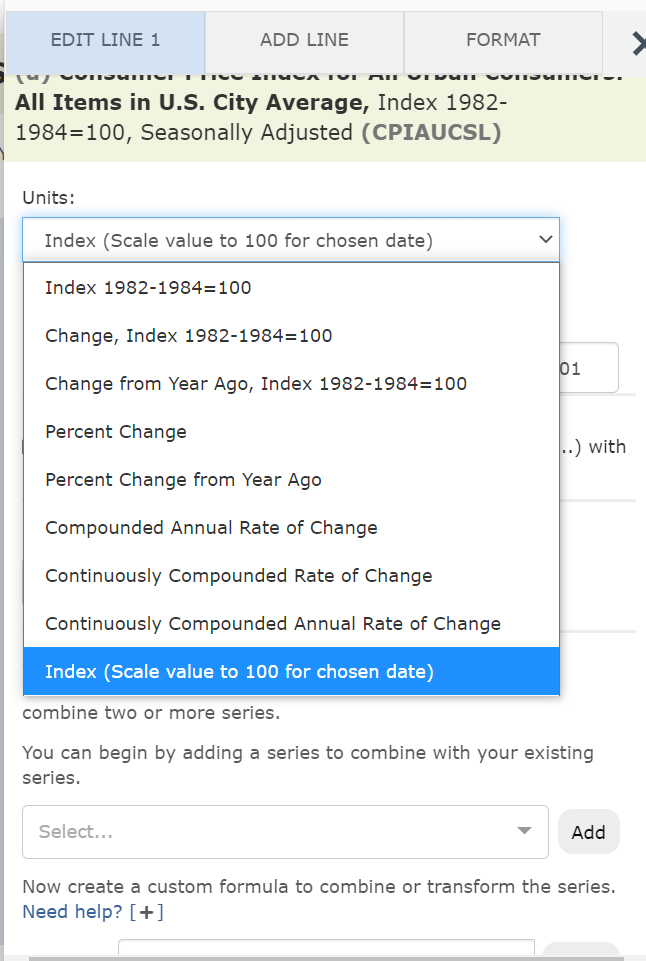 EDIT LINE 1
ADD LINE
FORMAT
(a) Consumer Price Index for All Urban Consumers:
All Items in U.S. City Average, Index 1982-
1984=100, Seasonally Adjusted (CPIAUCSL)
Units:
Index (Scale value to 100 for chosen date)
Index 1982-1984=100
Change, Index 1982-1984=100
Change from Year Ago, Index 1982-1984=100
01
Percent Change
..) with
Percent Change from Year Ago
Compounded Annual Rate of Change
Continuously Compounded Rate of Change
Continuously Compounded Annual Rate of Change
Index (Scale value to 100 for chosen date)
combine two or more series.
You can begin by adding a series to combine with your existing
series.
Select...
Add
Now create a custom formula to combine or transform the series.
Need help? [+]